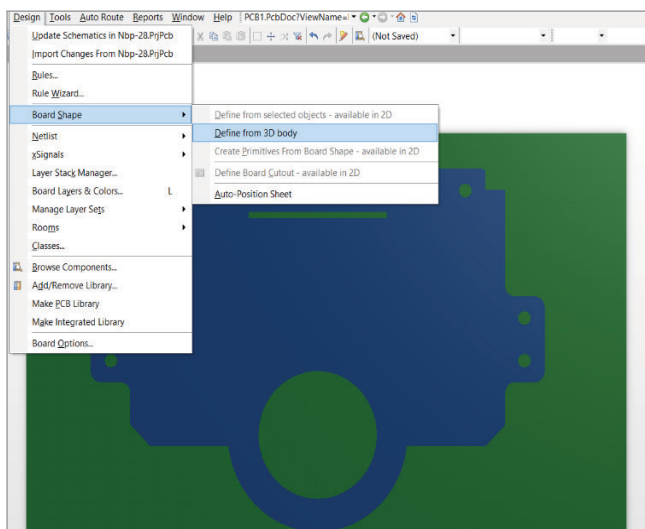 Design Tools Auto Route Reports Window Help PCB1.PcbDoc?ViewName=
Update Schematics in Nbp-28.PrjPcb
(Not Saved)
Import Changes From Nbp-28.PrjPcb
Rules...
Rule Wizard...
Board Shape
Define from selected objects - available in 2D
Netlist
Define from 3D body
xSignals
Create Primitives From Board Shape - available in 2D
Layer Stack Manager...
Define Board Cutout - available in 2D
Board Layers & Colors... L
Auto-Position Sheet
Manage Layer Sets
Rooms
Classes...
Browse Components...
Add/Remove Library...
Make PCB Library
Make Integrated Library
Board Options...